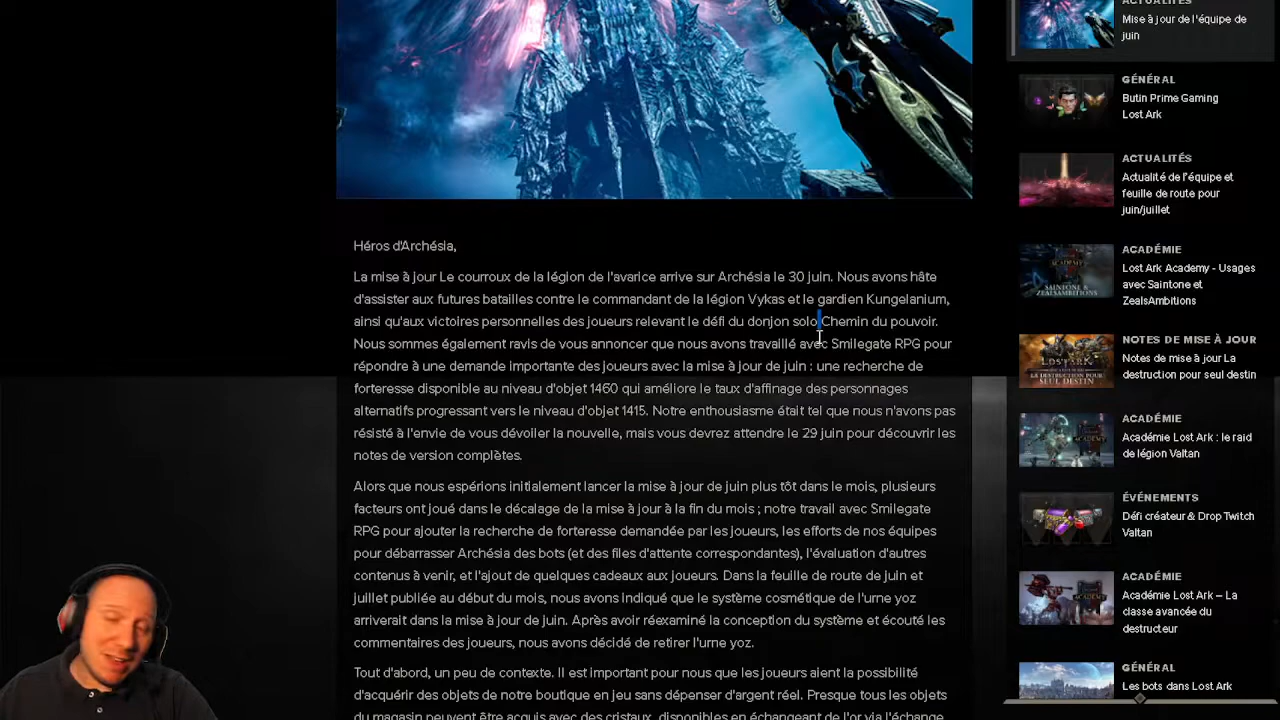 Héros d'Archésia,
La mise à jour Le courroux de la légion de l'avarice arrive sur Archésia le 30 juin. Nous avons hâte
d'assister aux futures batailles contre le commandant de la légion Vykas et le gardien Kungelanium,
ainsi qu'aux victoires personnelles des joueurs relevant le défi du donjon solo Chemin du pouvoir.
Nous sommes également ravis de vous annoncer que nous avons travaillé avec Smilegate RPG pour
répondre à une demande importante des joueurs avec la mise à jour de juin : une recherche de
forteresse disponible au niveau d'objet 1460 qui améliore le taux d'affinage des personnages
alternatifs progressant vers le niveau d'objet 1415. Notre enthousiasme était tel que nous n'avons pas
résisté à l'envie de vous dévoiler la nouvelle, mais vous devrez attendre le 29 juin pour découvrir les
notes de version complètes.
Alors que nous espérions initialement lancer la mise à jour de juin plus tôt dans le mois, plusieurs
facteurs ont joué dans le décalage de la mise à jour à la fin du mois ; notre travail avec Smilegate
RPG pour ajouter la recherche de forteresse demandée par les joueurs, les efforts de nos équipes
pour débarrasser Archésia des bots (et des files d'attente correspondantes), l'évaluation d'autres
contenus à venir, et l'ajout de quelques cadeaux aux joueurs. Dans la feuille de route de juin et
juillet publiée au début du mois, nous avons indiqué que le système cosmétique de l'urne yoz
arriverait dans la mise à jour de juin. Après avoir réexaminé la conception du système et écouté les
commentaires des joueurs, nous avons décidé de retirer l'urne yoz.
Tout d'abord, un peu de contexte. Il est important pour nous que les joueurs aient la possibilité
d'acquérir des objets de notre boutique en jeu sans dépenser d'argent réel. Presque tous les objets
du magasin peuvent être acquis avec des cristaux, disponibles en échangeant de l'or via l'échange
ACTUALITÉS
Mise à jour de l'équipe de
juin
GÉNÉRAL
Butin Prime Gaming
Lost Ark
ACTUALITÉS
Actualité de l'équipe et
feuille de route pour
juin/juillet
ACADÉMIE
Lost Ark Academy - Usages
avec Saintone et
ZealsAmbitions
NOTES DE MISE À JOUR
Notes de mise à jour La
destruction pour seul destin
ACADÉMIE
Académie Lost Ark : le raid
de légion Valtan
ÉVÉNEMENTS
Défi créateur & Drop Twitch
Valtan
ACADÉMIE
Académie Lost Ark – La
classe avancée du
destructeur
GÉNÉRAL
Les bots dans Lost Ark